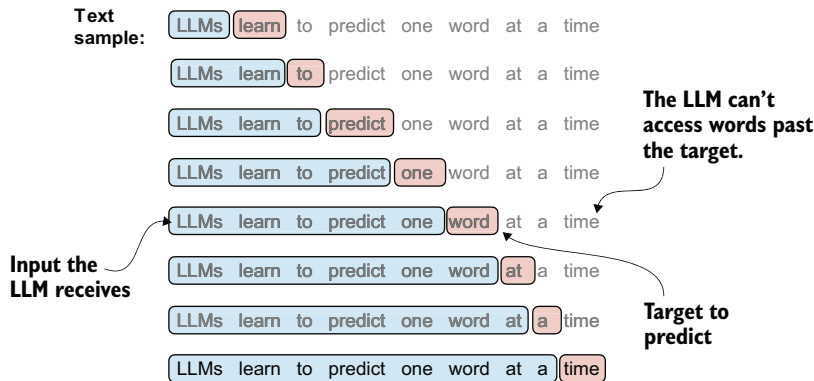 Text
sample:
LLMs learn to predict one word at a time
LLMs learn to predict one word at a time
LLMs learn to predict one word at a time
LLMs learn to predict one word at a time
LLMs learn to predict one word at a time
LLMs learn to predict one word at a time
LLMs learn to predict one word at a time
LLMs learn to predict one word at a time
The LLM can’t
access words past
the target.
Input the
LLM receives
Target to
predict